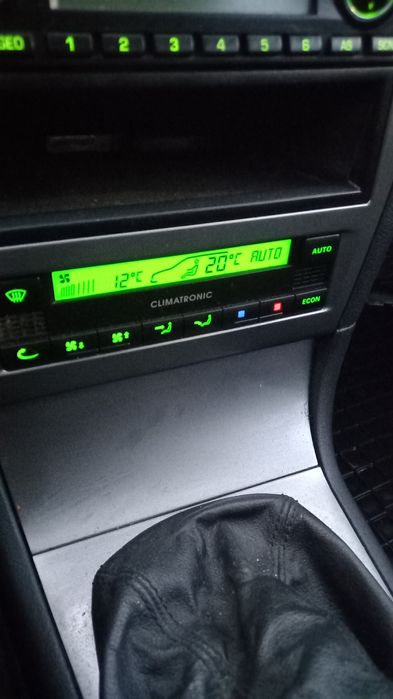 GEO 1 2 3 4 5 6 AS SCN
12°C 20°C AUTO
AUTO
CLIMATRONIC
ECON